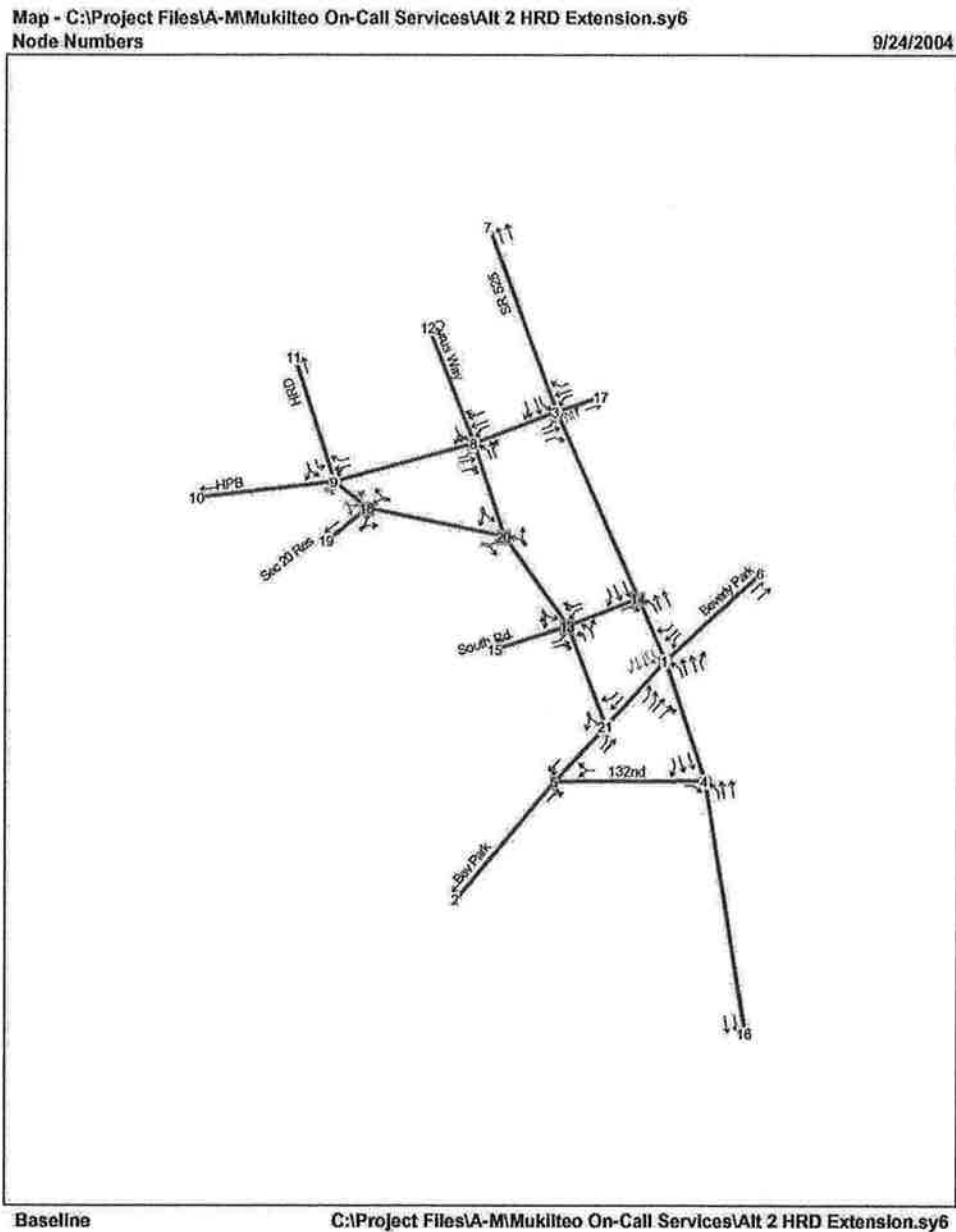 Map - C:\Project Files\A-M\Mukilteo On-Call Services\Alt 2 HRD Extension.sy6
Node Numbers 9/24/2004
7
SR 525
12
Cyrus Way
11
17
3
HRD
8
9
HPB
10
18
19
Sec 20 Res
20
6
Beverly Park
14
13
South Rd
15
1
21
132nd
5
4
Bev Park
2
16
Baseline C:\Project Files\A-M\Mukilteo On-Call Services\Alt 2 HRD Extension.sy6